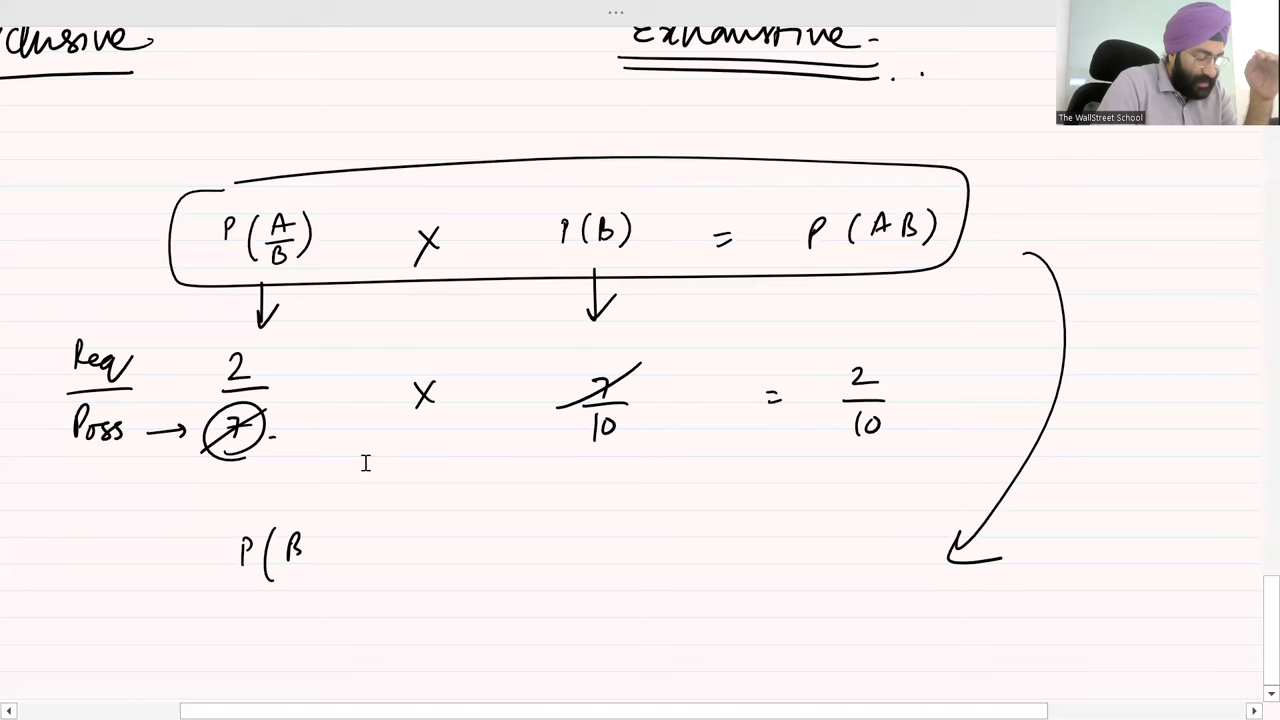 clusive
Exhaustive
The WallStreet School
P(A/B) X P(B) = P(AB)
Req/Poss → 2/7 X 7/10 = 2/10
P(B